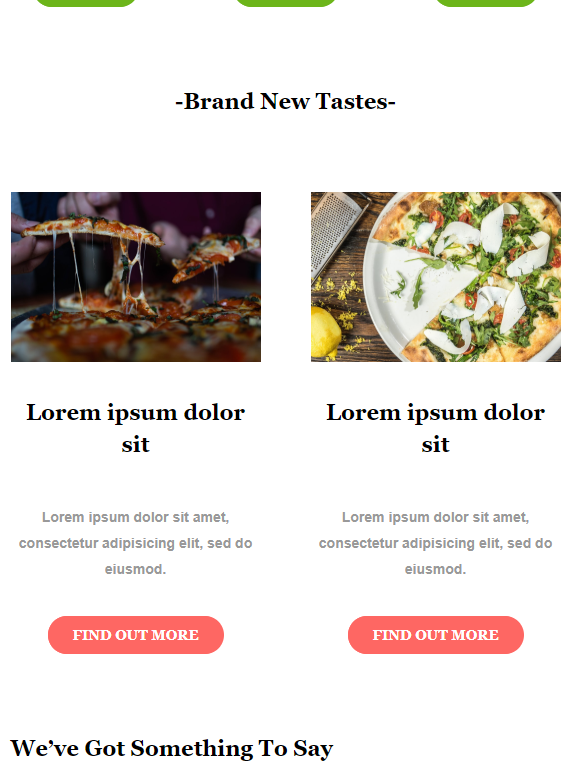 -Brand New Tastes-
Lorem ipsum dolor
sit
Lorem ipsum dolor
sit
Lorem ipsum dolor sit amet,
consectetur adipisicing elit, sed do
eiusmod.
Lorem ipsum dolor sit amet,
consectetur adipisicing elit, sed do
eiusmod.
FIND OUT MORE
FIND OUT MORE
We’ve Got Something To Say